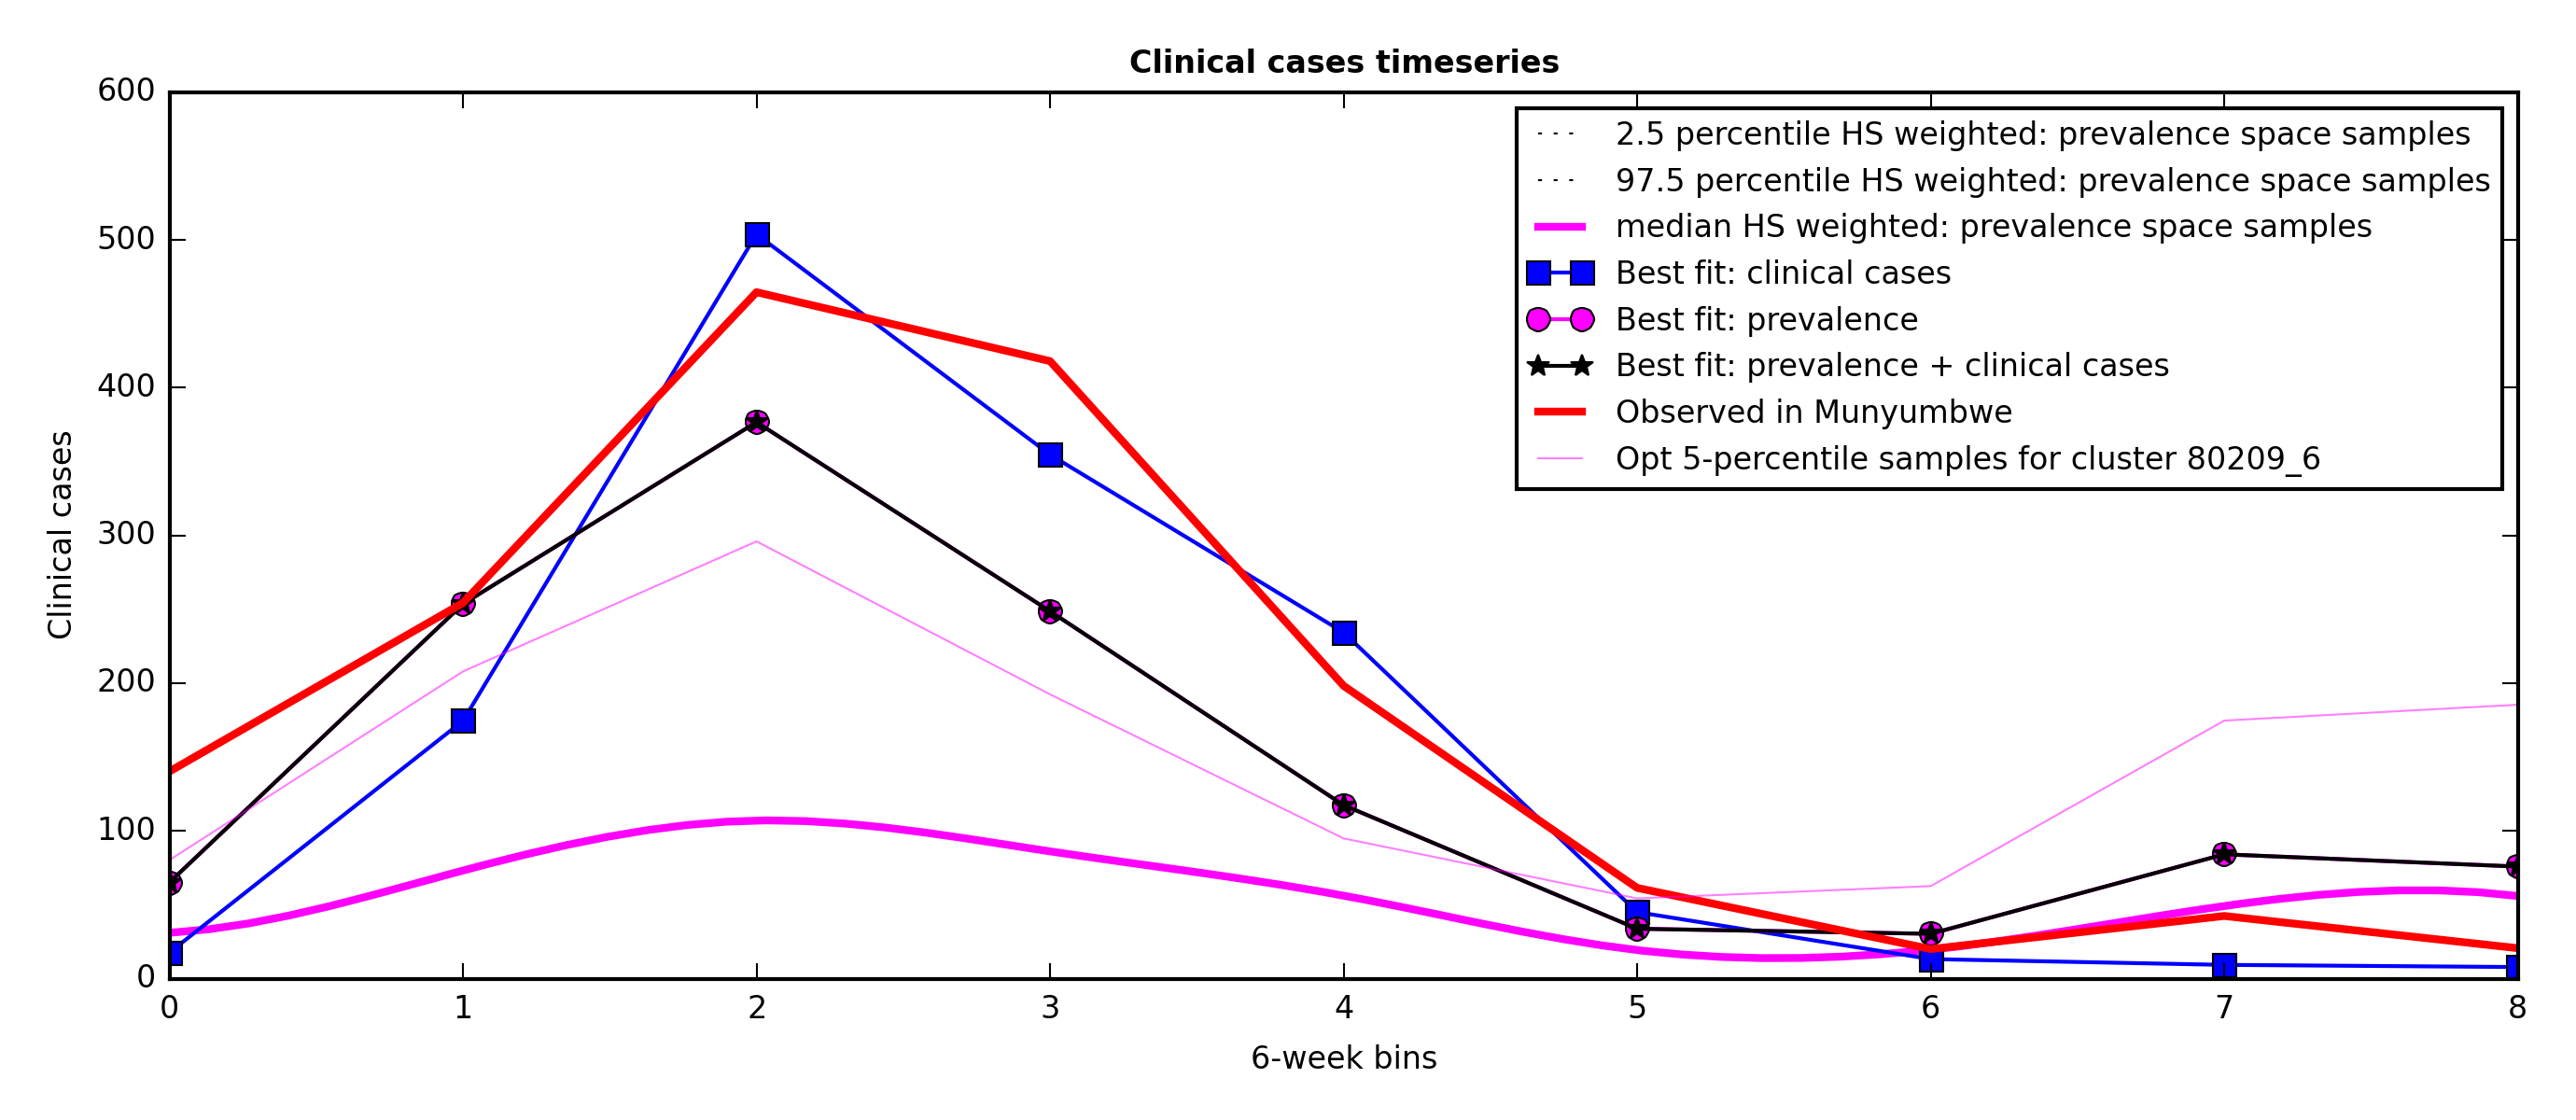 Clinical cases timeseries
600
500
400
300
200
100
0
Clinical cases
2.5 percentile HS weighted: prevalence space samples
97.5 percentile HS weighted: prevalence space samples
median HS weighted: prevalence space samples
Best fit: clinical cases
Best fit: prevalence
Best fit: prevalence + clinical cases
Observed in Munyumbwe
Opt 5-percentile samples for cluster 80209_6
0 1 2 3 4 5 6 7 8
6-week bins